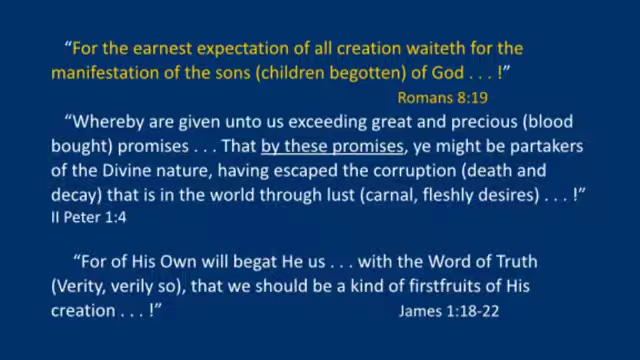 “For the earnest expectation of all creation waiteth for the
manifestation of the sons (children begotten) of God . . . !”
Romans 8:19
“Whereby are given unto us exceeding great and precious (blood
bought) promises . . . That by these promises, ye might be partakers
of the Divine nature, having escaped the corruption (death and
decay) that is in the world through lust (carnal, fleshly desires) . . . !”
II Peter 1:4
“For of His Own will begat He us . . . with the Word of Truth
(Verity, verily so), that we should be a kind of firstfruits of His
creation . . . !” James 1:18-22